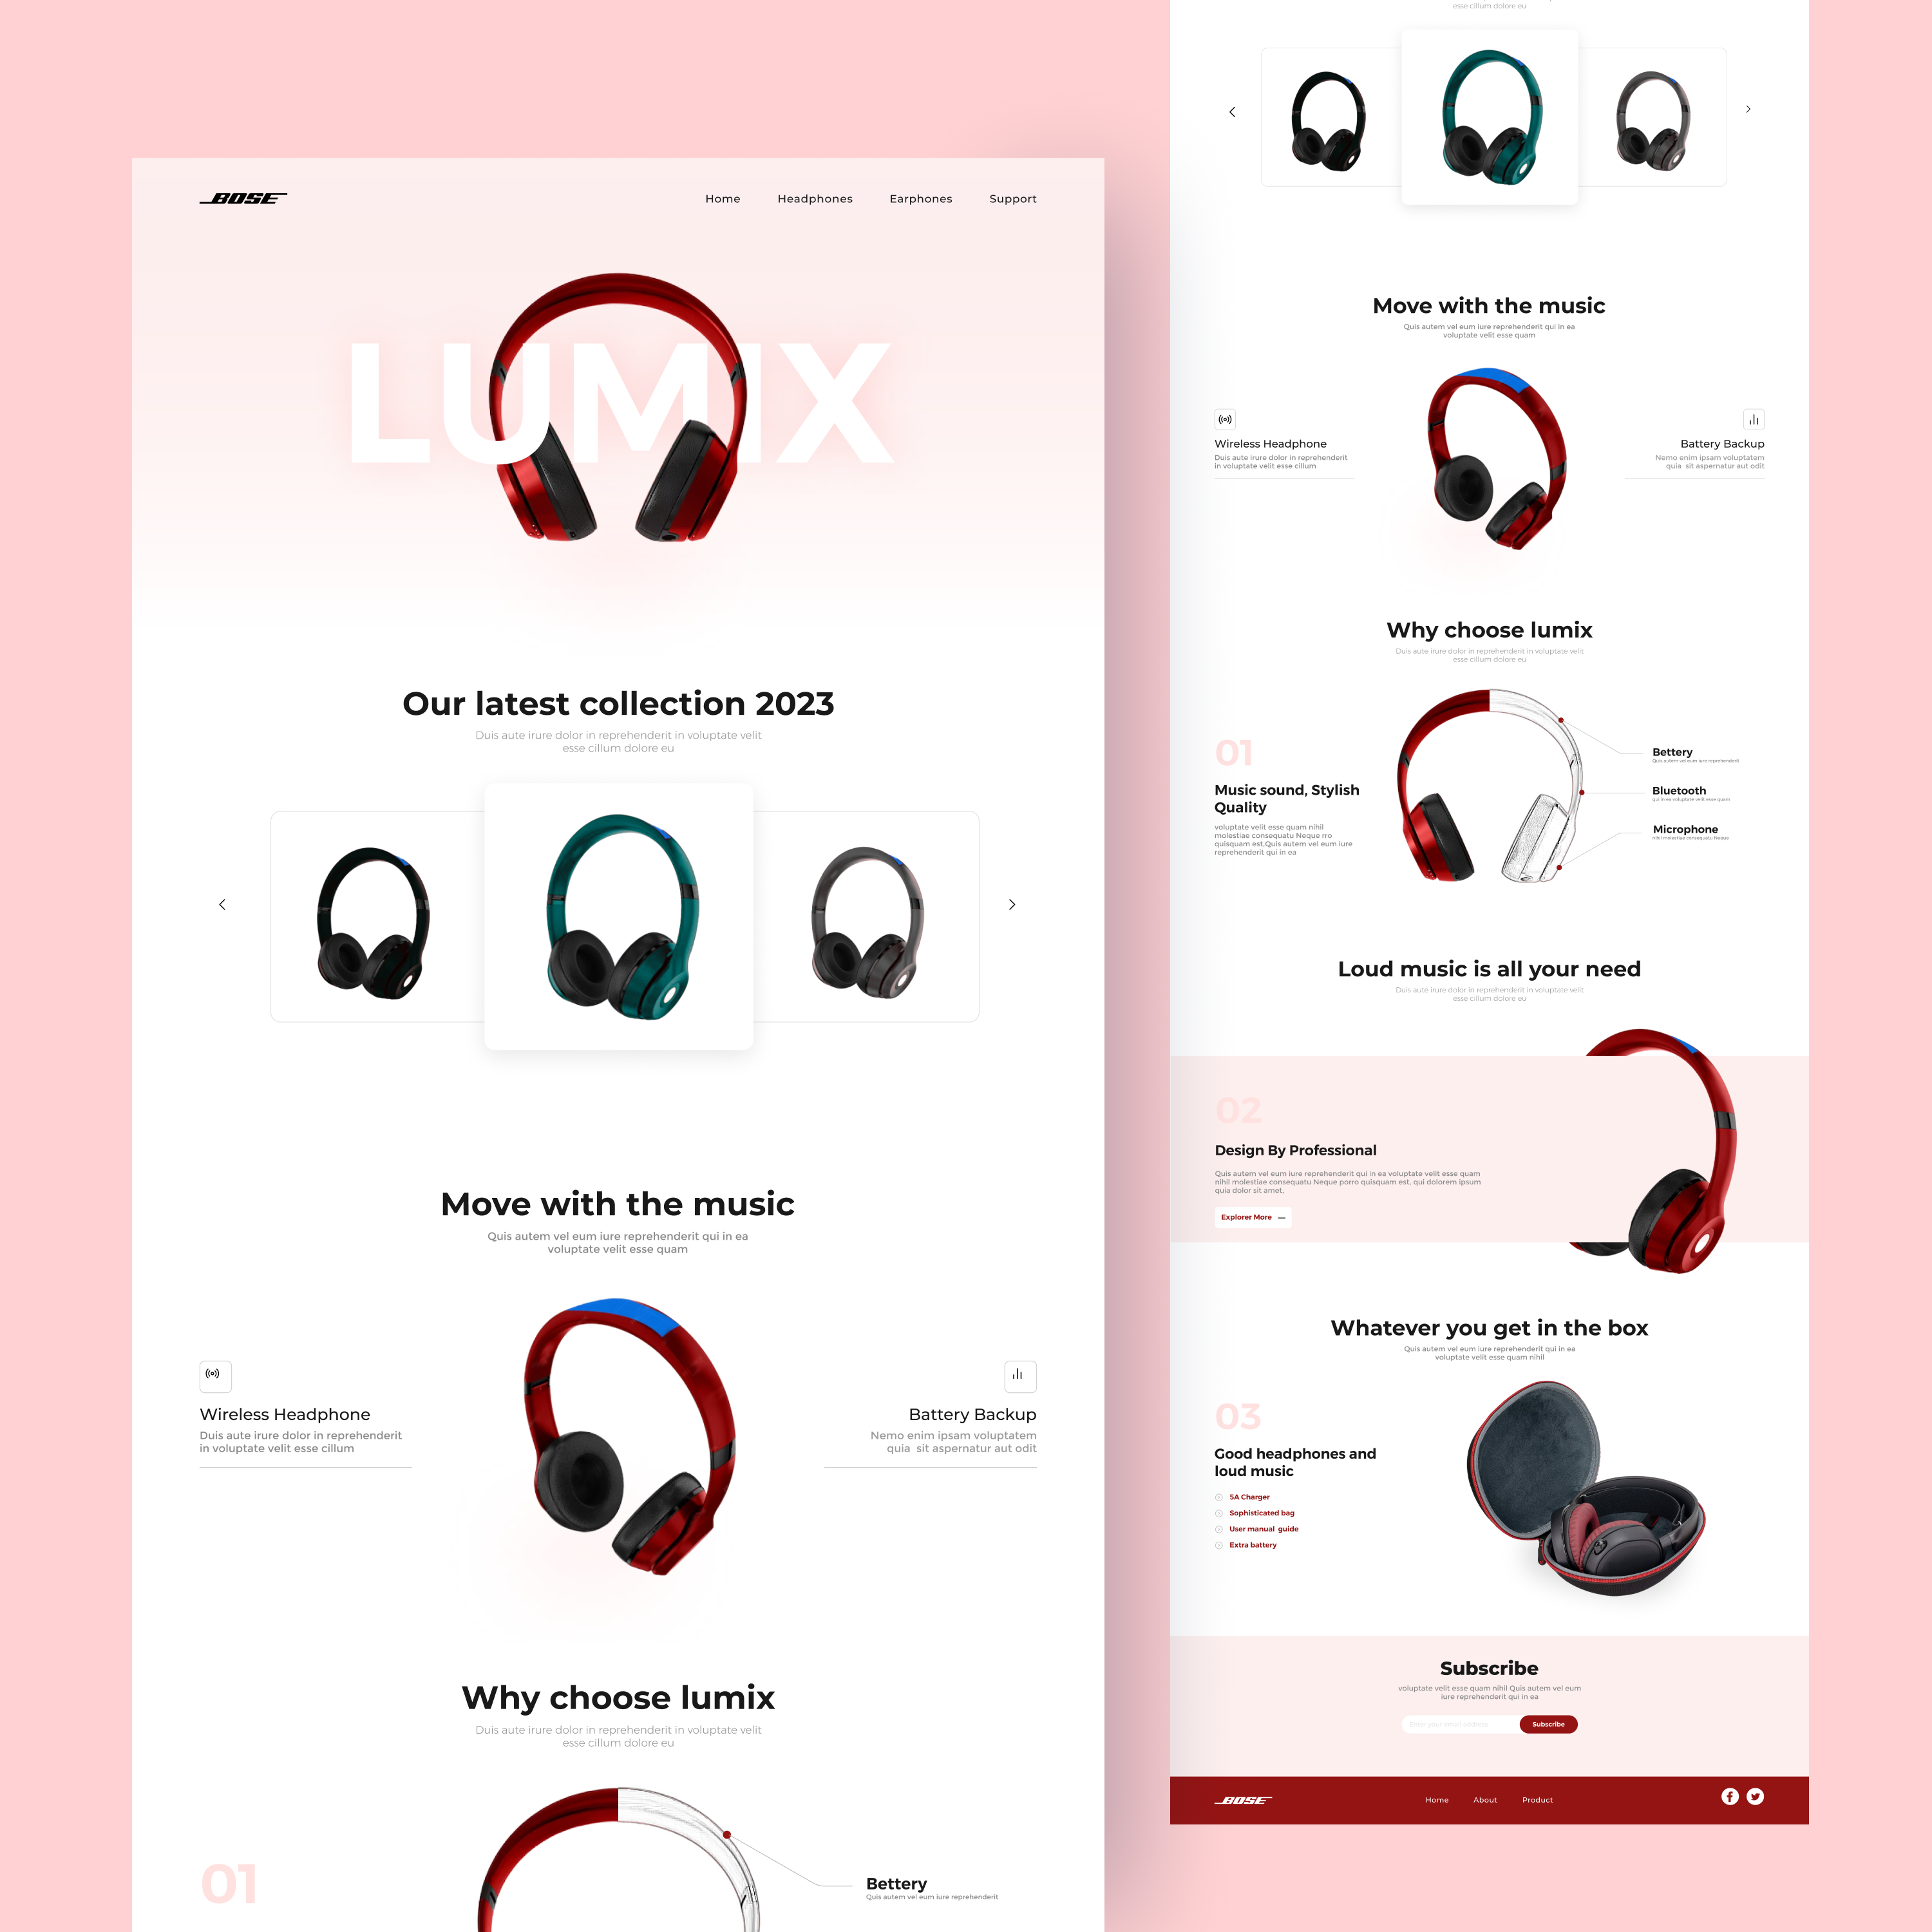 BOSE
Home Headphones Earphones Support
LUMIX
Our latest collection 2023
Duis aute irure dolor in reprehenderit in voluptate velit
esse cillum dolore eu
Move with the music
Quis autem vel eum iure reprehenderit qui in ea
voluptate velit esse quam
Wireless Headphone
Duis aute irure dolor in reprehenderit
in voluptate velit esse cillum
Battery Backup
Nemo enim ipsam voluptatem
quia sit aspernatur aut odit
Why choose lumix
Duis aute irure dolor in reprehenderit in voluptate velit
esse cillum dolore eu
01
Bettery
Quis autem vel eum iure reprehenderit
esse cillum dolore eu
Move with the music
Quis autem vel eum iure reprehenderit qui in ea
voluptate velit esse quam
Wireless Headphone
Duis aute irure dolor in reprehenderit
in voluptate velit esse cillum
Battery Backup
Nemo enim ipsam voluptatem
quia sit aspernatur aut odit
Why choose lumix
Duis aute irure dolor in reprehenderit in voluptate velit
esse cillum dolore eu
01
Music sound, Stylish
Quality
voluptate velit esse quam nihil
molestiae consequatu Neque rro
quisquam est,Quis autem vel eum iure
reprehenderit qui in ea
Bettery
Quis autem vel eum iure reprehenderit
Bluetooth
qui in ea voluptate velit esse quam
Microphone
nihil molestiae consequatu Neque
Loud music is all your need
Duis aute irure dolor in reprehenderit in voluptate velit
esse cillum dolore eu
02
Design By Professional
Quis autem vel eum iure reprehenderit qui in ea voluptate velit esse quam
nihil molestiae consequatu Neque porro quisquam est, qui dolorem ipsum
quia dolor sit amet,
Explorer More
Whatever you get in the box
Quis autem vel eum iure reprehenderit qui in ea
voluptate velit esse quam nihil
03
Good headphones and
loud music
5A Charger
Sophisticated bag
User manual guide
Extra battery
Subscribe
voluptate velit esse quam nihil Quis autem vel eum
iure reprehenderit qui in ea
Enter your email address
Subscribe
BOSE
Home About Product